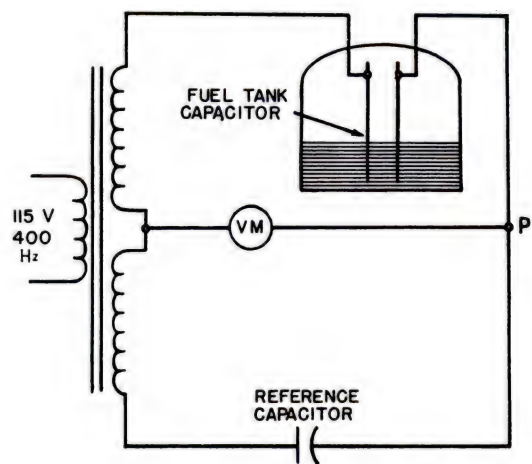 FUEL TANK
CAPACITOR
115 V
400
Hz
VM
P
REFERENCE
CAPACITOR